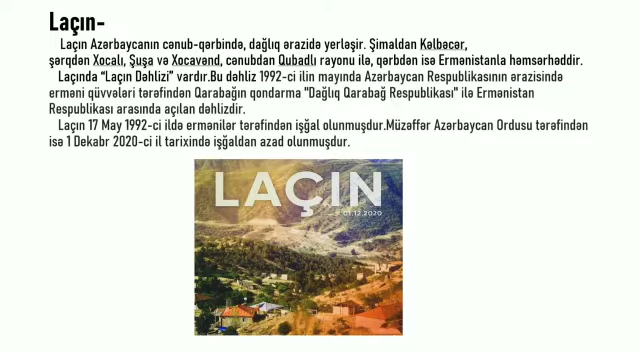 Laçın-
Laçın Azərbaycanın cənub-qərbində, dağlıq ərazidə yerləşir. Şimaldan Kəlbəcər,
şərqdən Xocalı, Şuşa və Xocavənd, cənubdan Qubadlı rayonu ilə, qərbdən isə Ermənistanla həmsərhəddir.
Laçında "Laçın Dəhlizi" vardır.Bu dəhliz 1992-ci ilin mayında Azərbaycan Respublikasının ərazisində
erməni qüvvələri tərəfindən Qarabağın qondarma "Dağlıq Qarabağ Respublikası" ilə Ermənistan
Respublikası arasında açılan dəhlizdir.
Laçın 17 May 1992-ci ildə ermənilər tərəfindən işğal olunmuşdur.Müzəffər Azərbaycan Ordusu tərəfindən
isə 1 Dekabr 2020-ci il tarixində işğaldan azad olunmuşdur.
LAÇIN
01.12.2020